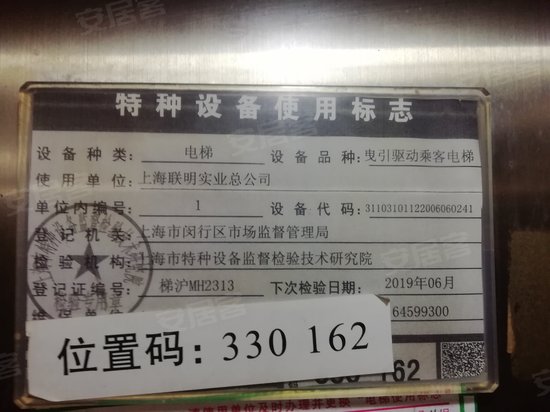 特种设备使用标志
设备种类: 电梯 设备品种: 曳引驱动乘客电梯
使用单位: 上海联明实业总公司
单位内编号: 1 设备代码: 31103101122006060241
登记机关: 上海市闵行区市场监督管理局
检验机构: 上海市特种设备监督检验技术研究院
登记证编号: 梯沪MH2313 下次检验日期: 2019年06月
维保单 64599300
位置码: 330 162
330 162
安居客